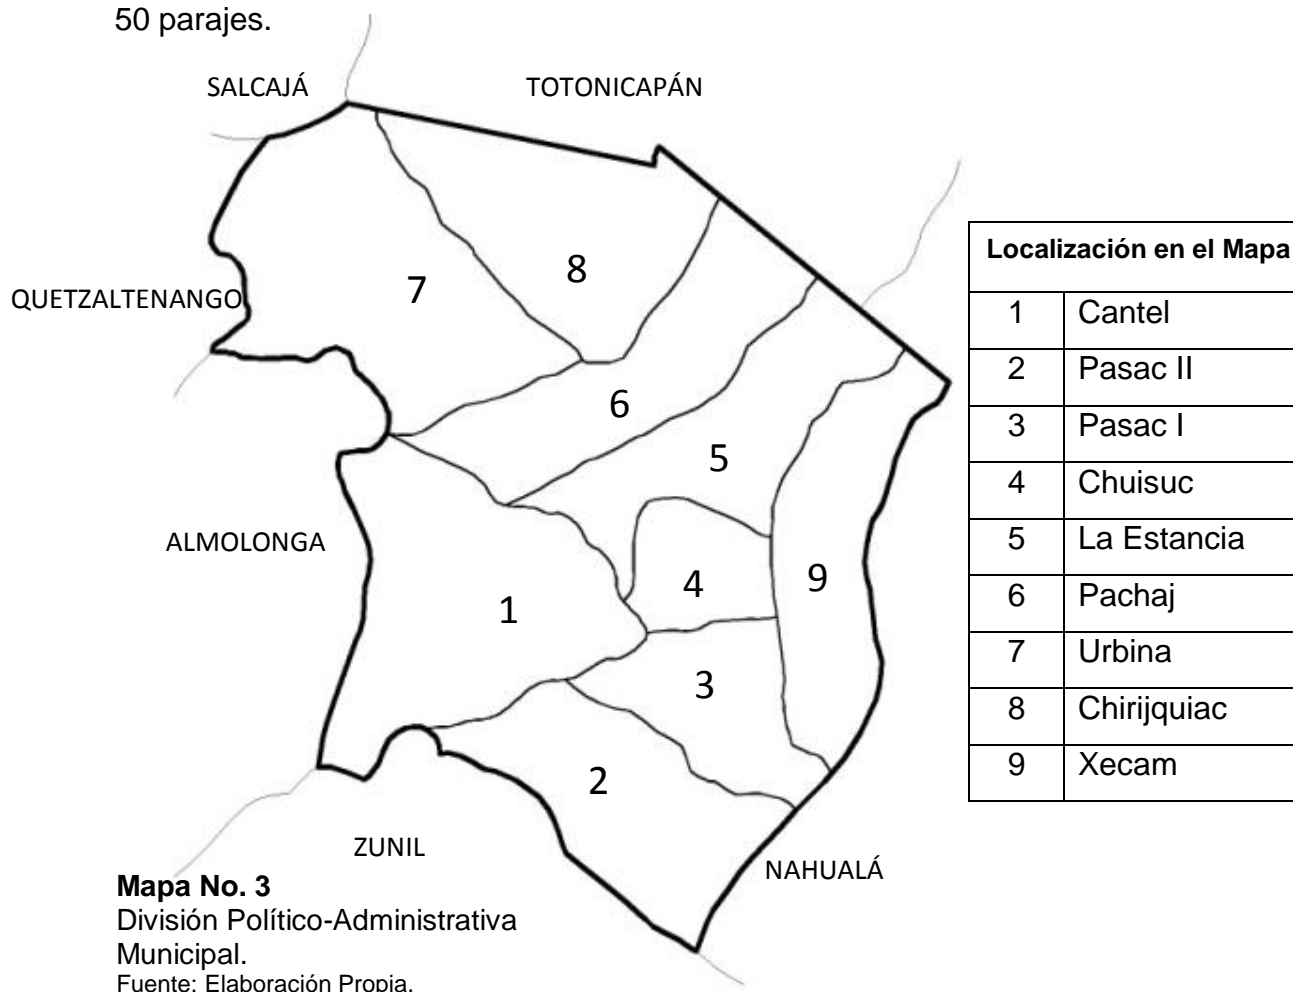 50 parajes.
SALCAJÁ
TOTONICAPÁN
QUETZALTENANGO
ALMOLONGA
ZUNIL
NAHUALÁ
7
8
6
5
4
9
1
3
2
Localización en el Mapa
1 Cantel
2 Pasac II
3 Pasac I
4 Chuisuc
5 La Estancia
6 Pachaj
7 Urbina
8 Chirijquiac
9 Xecam
Mapa No. 3
División Político-Administrativa
Municipal.
Fuente: Elaboración Propia.